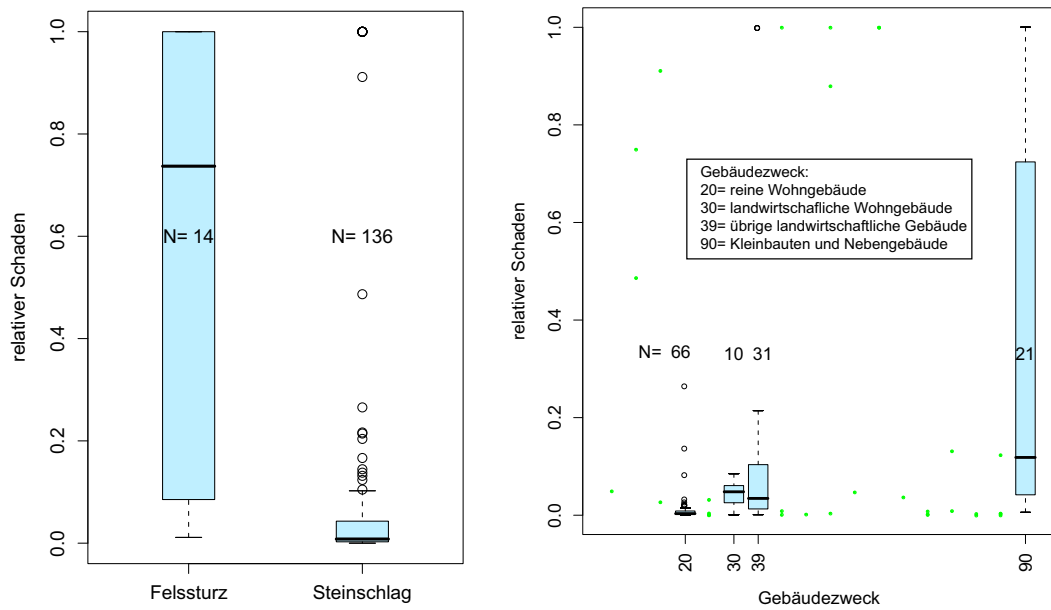 relativer Schaden
1.0
0.8
0.6
0.4
0.2
0.0
N= 14
N= 136
Felssturz
Steinschlag
relativer Schaden
1.0
0.8
0.6
0.4
0.2
0.0
Gebäudezweck:
20= reine Wohngebäude
30= landwirtschafliche Wohngebäude
39= übrige landwirtschaftliche Gebäude
90= Kleinbauten und Nebengebäude
N= 66
10
31
21
20
30
39
90
Gebäudezweck